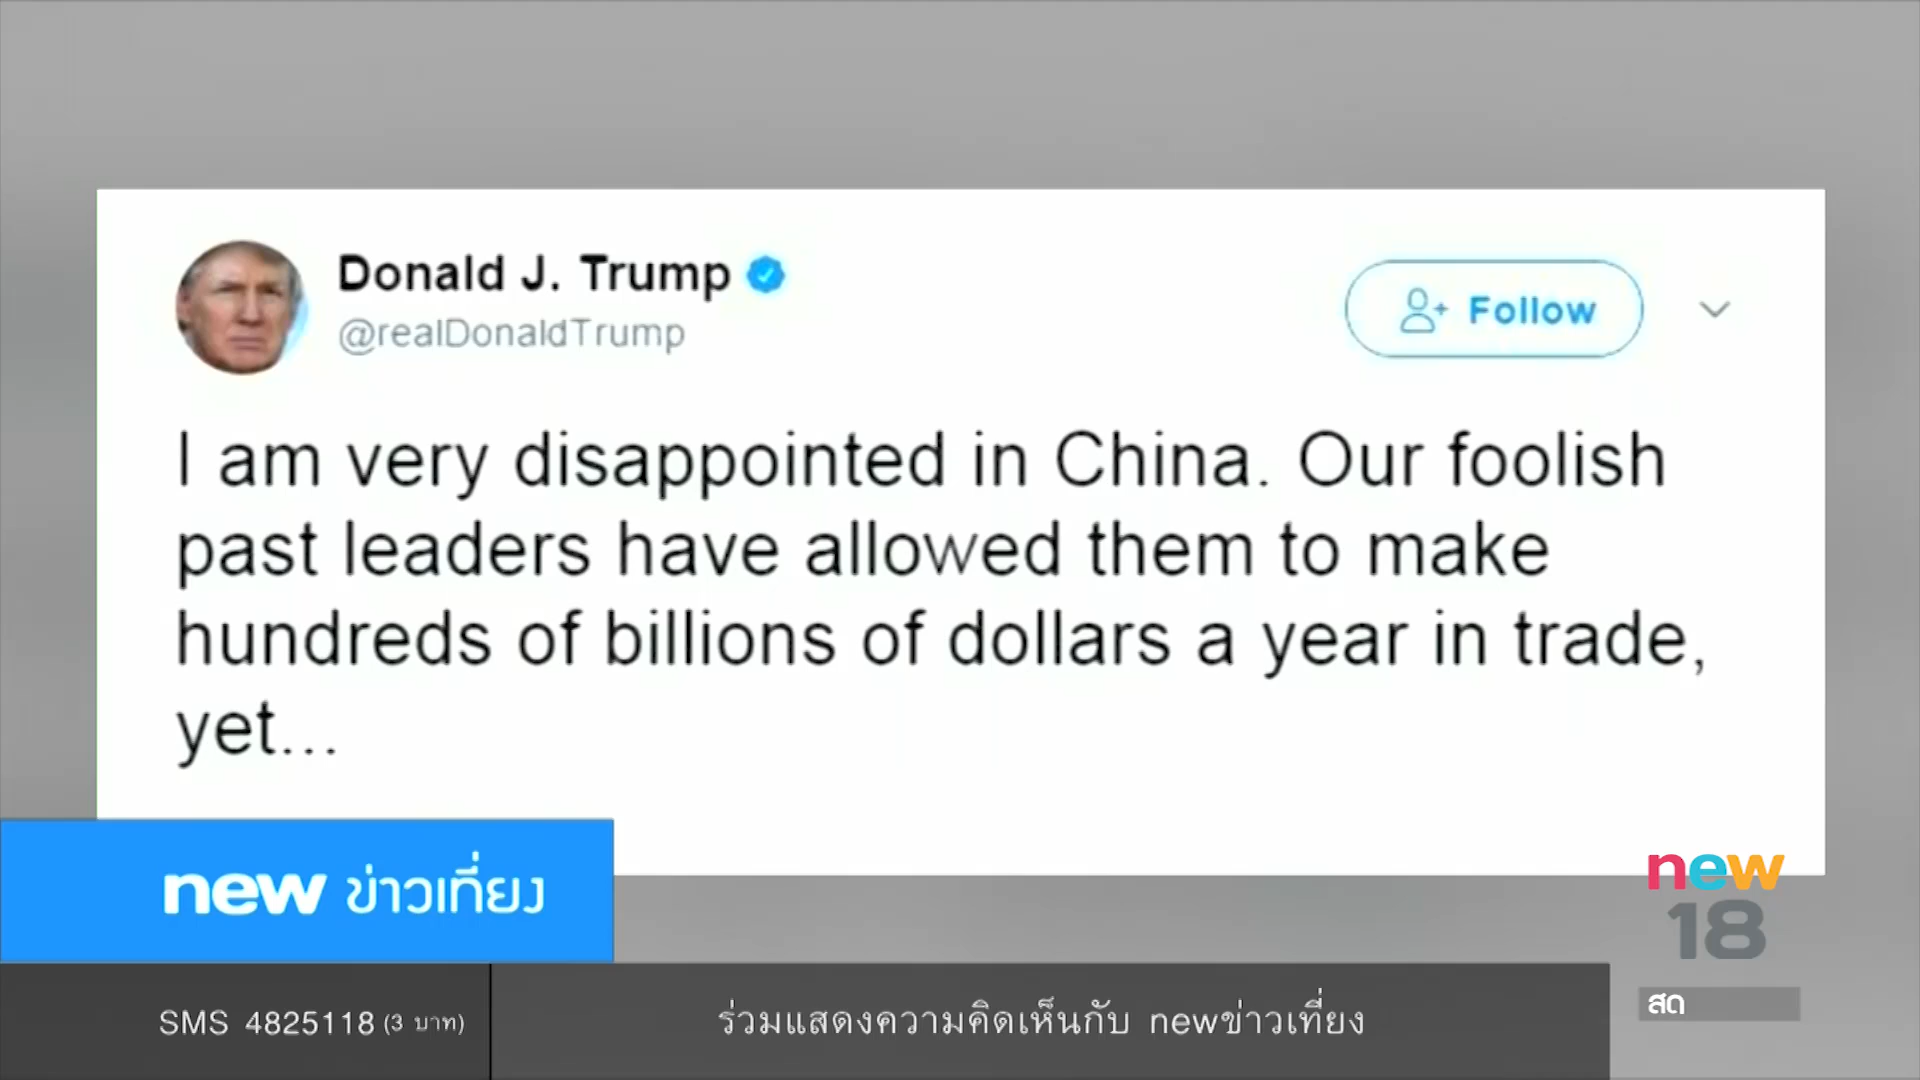 Donald J. Trump
@realDonaldTrump
Follow
I am very disappointed in China. Our foolish
past leaders have allowed them to make
hundreds of billions of dollars a year in trade,
yet...
new ข่าวเที่ยง
new
18
สด
SMS 4825118 (3 บาท)
ร่วมแสดงความคิดเห็นกับ newข่าวเที่ยง